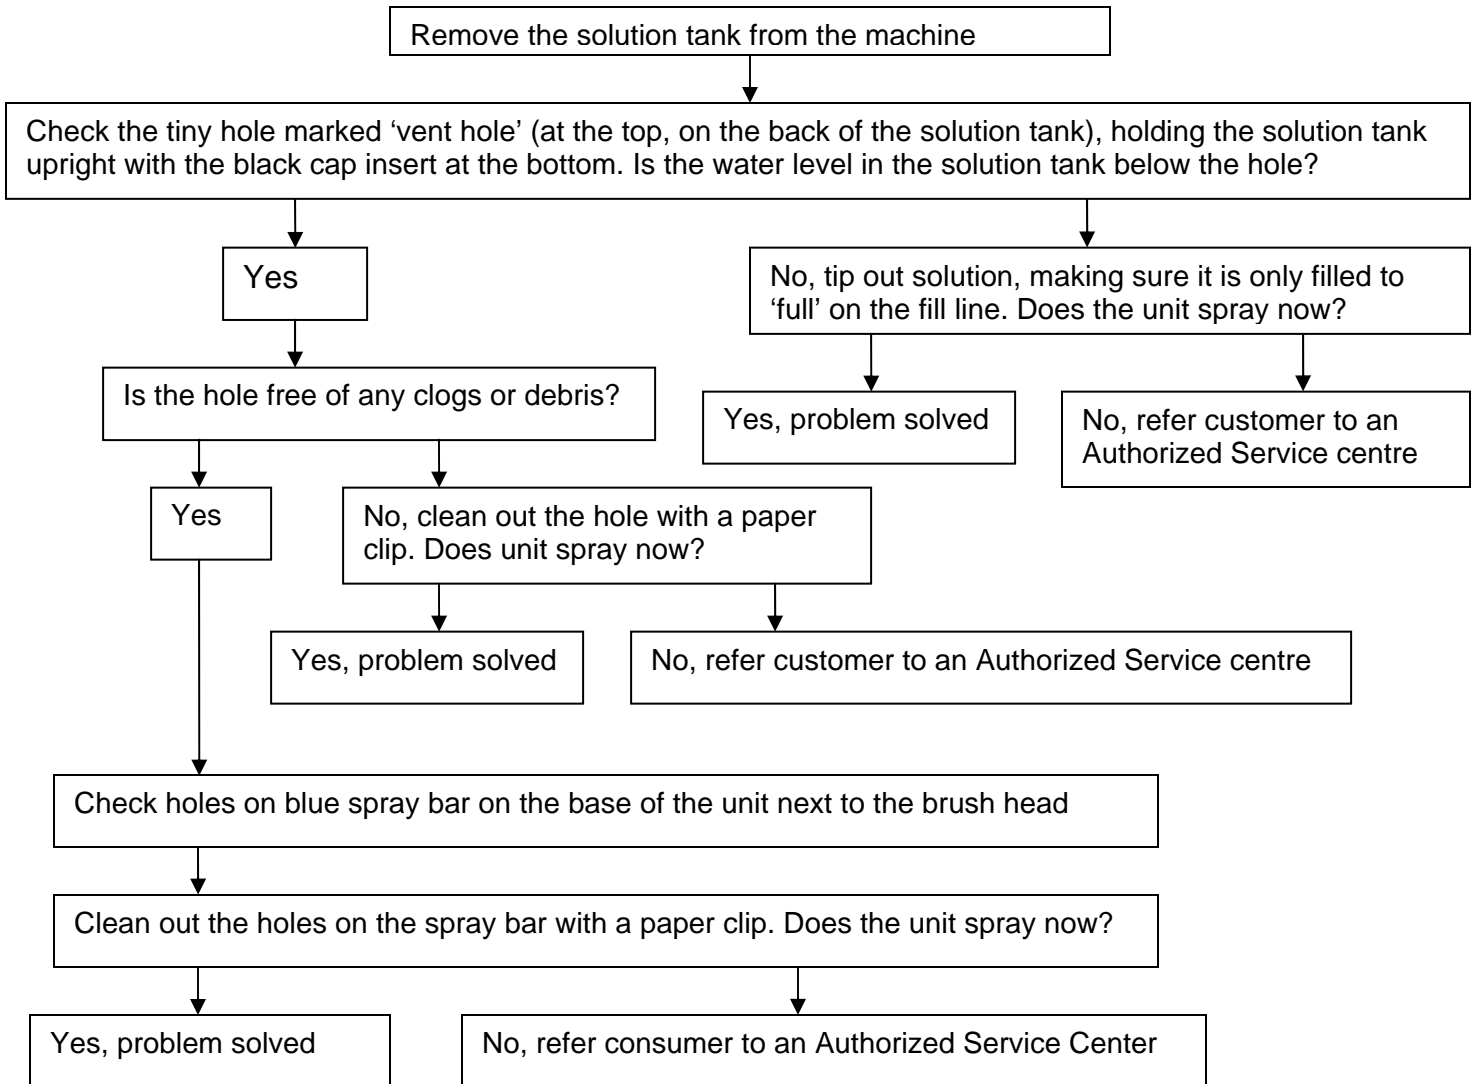 Remove the solution tank from the machine
Check the tiny hole marked ‘vent hole’ (at the top, on the back of the solution tank), holding the solution tank
upright with the black cap insert at the bottom. Is the water level in the solution tank below the hole?
Yes
No, tip out solution, making sure it is only filled to
‘full’ on the fill line. Does the unit spray now?
Is the hole free of any clogs or debris?
Yes, problem solved
No, refer customer to an
Authorized Service centre
Yes
No, clean out the hole with a paper
clip. Does unit spray now?
Yes, problem solved
No, refer customer to an Authorized Service centre
Check holes on blue spray bar on the base of the unit next to the brush head
Clean out the holes on the spray bar with a paper clip. Does the unit spray now?
Yes, problem solved
No, refer consumer to an Authorized Service Center